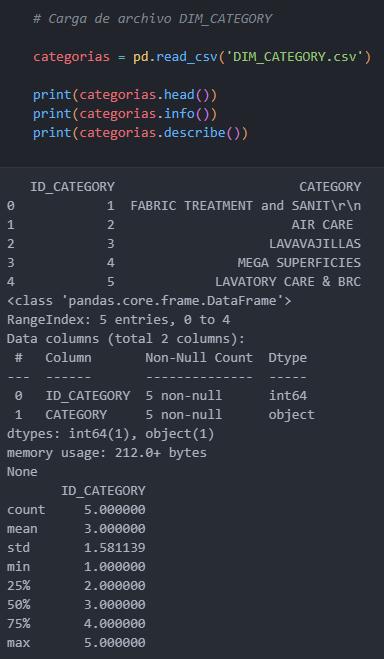 # Carga de archivo DIM_CATEGORY
categorias = pd.read_csv('DIM_CATEGORY.csv')
print(categorias.head())
print(categorias.info())
print(categorias.describe())
   ID_CATEGORY                       CATEGORY
0            1  FABRIC TREATMENT and SANIT\r\n
1            2                      AIR CARE 
2            3                    LAVAVAJILLAS
3            4                MEGA SUPERFICIES
4            5             LAVATORY CARE & BRC
<class 'pandas.core.frame.DataFrame'>
RangeIndex: 5 entries, 0 to 4
Data columns (total 2 columns):
 #   Column       Non-Null Count  Dtype
---  ------       --------------  -----
 0   ID_CATEGORY  5 non-null      int64
 1   CATEGORY     5 non-null      object
dtypes: int64(1), object(1)
memory usage: 212.0+ bytes
None
       ID_CATEGORY
count     5.000000
mean      3.000000
std       1.581139
min       1.000000
25%       2.000000
50%       3.000000
75%       4.000000
max       5.000000